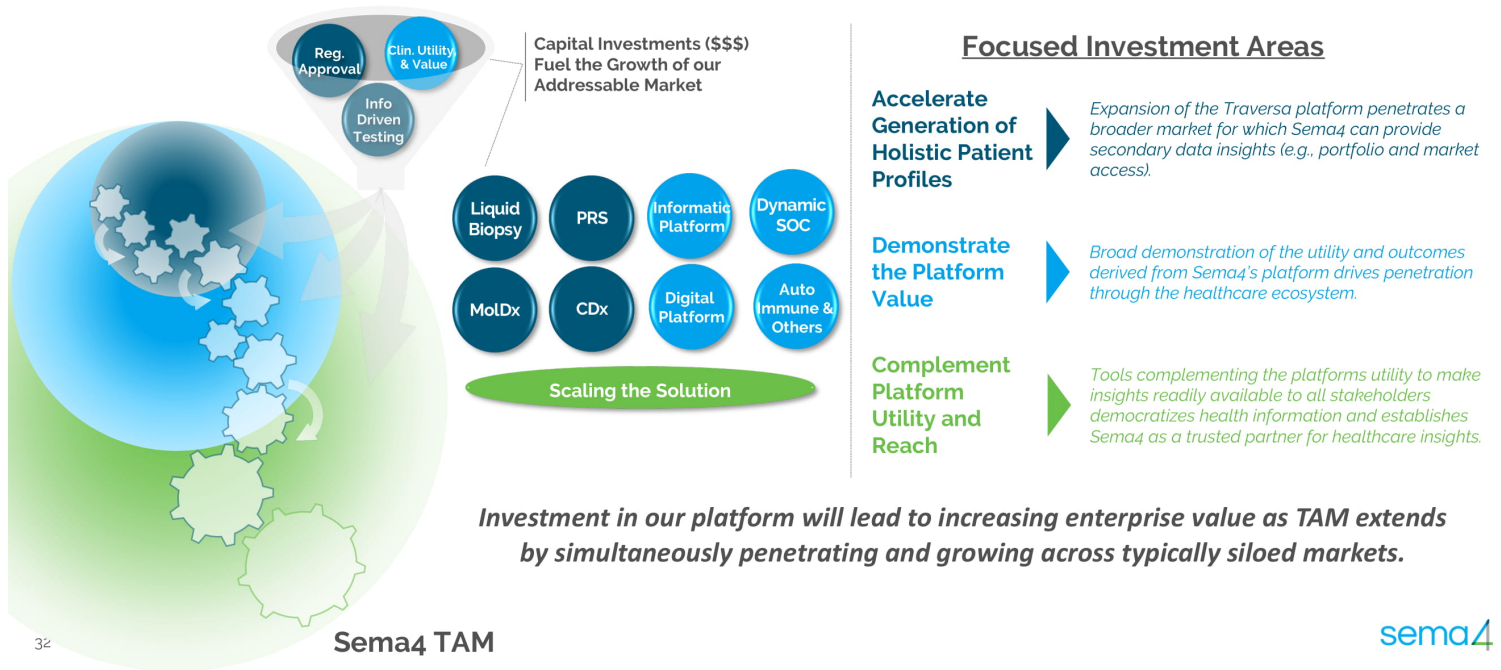 Reg.
Approval
Clin. Utility,
& Value
Info
Driven
Testing
Capital Investments ($$$)
Fuel the Growth of our
Addressable Market
Liquid
Biopsy
PRS
Informatic
Platform
Dynamic
SOC
MolDx
CDx
Digital
Platform
Auto
Immune &
Others
Scaling the Solution
Focused Investment Areas
Accelerate
Generation of
Holistic Patient
Profiles
Expansion of the Traversa platform penetrates a
broader market for which Sema4 can provide
secondary data insights (e.g., portfolio and market
access).
Demonstrate
the Platform
Value
Broad demonstration of the utility and outcomes
derived from Sema4's platform drives penetration
through the healthcare ecosystem.
Complement
Platform
Utility and
Reach
Tools complementing the platforms utility to make
insights readily available to all stakeholders
democratizes health information and establishes
Sema4 as a trusted partner for healthcare insights.
Investment in our platform will lead to increasing enterprise value as TAM extends
by simultaneously penetrating and growing across typically siloed markets.
32
Sema4 TAM
sema4